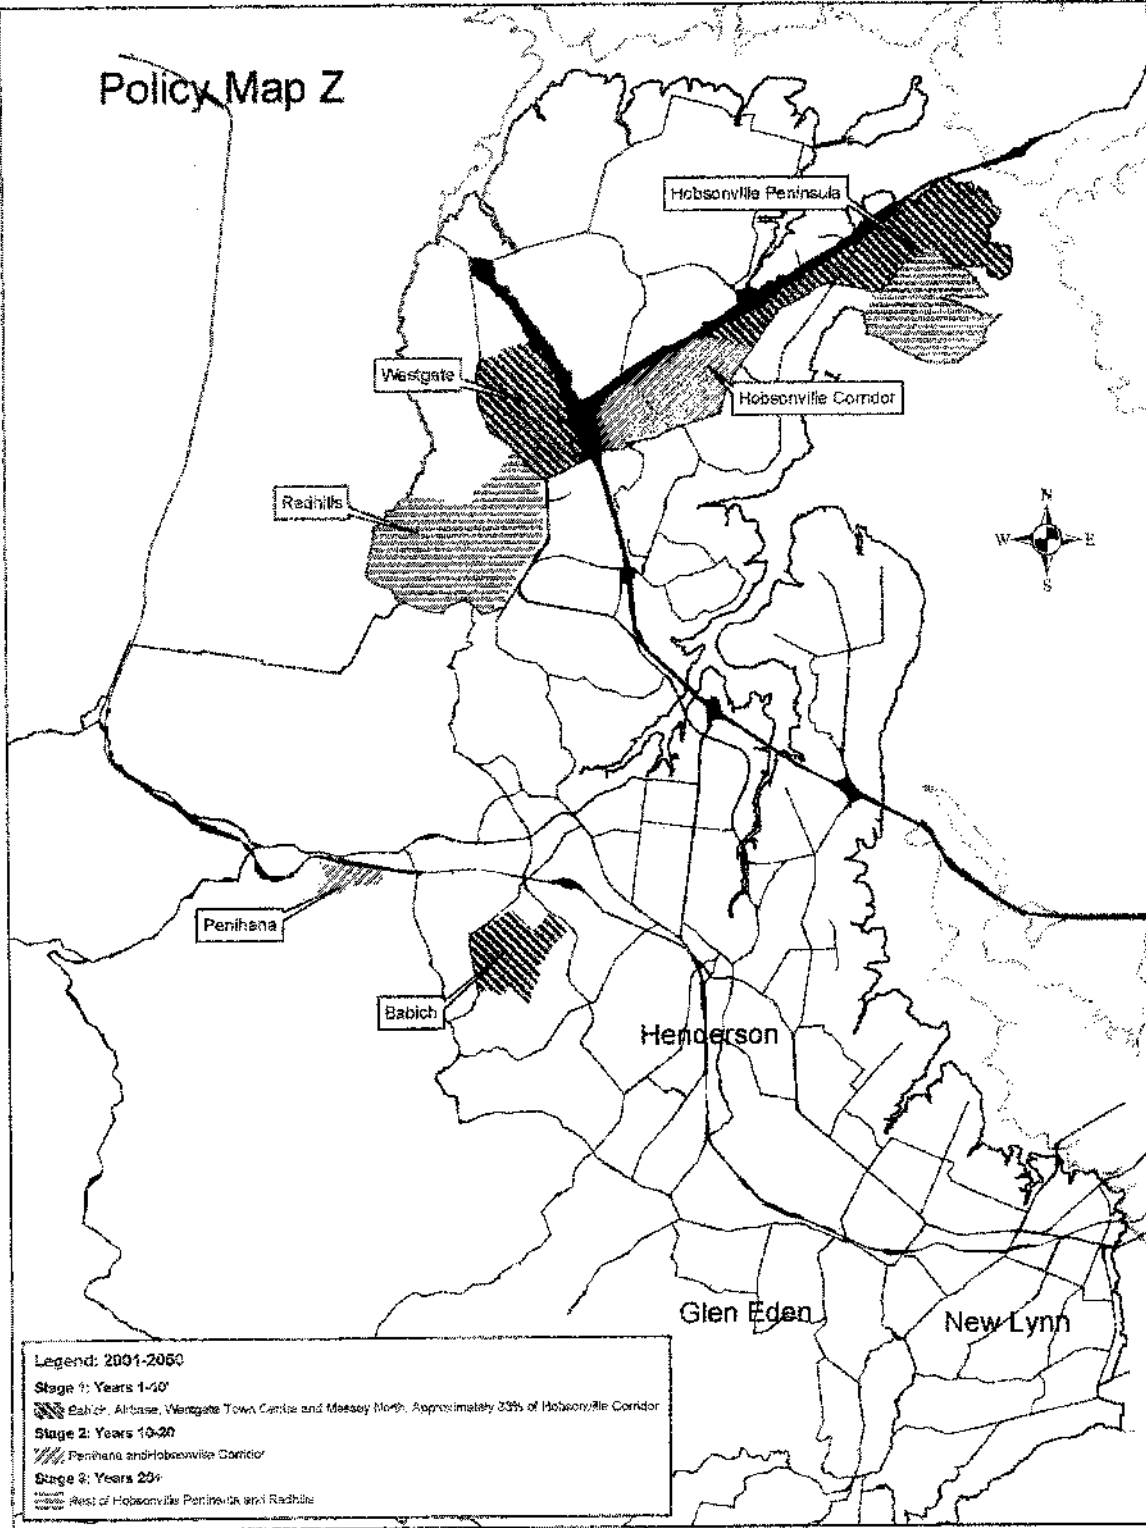 Policy Map Z
Hobsonville Peninsula
Westgate
Hobsonville Corridor
Redhills
N
W E
S
Penihana
Babich
Henderson
Glen Eden
New Lynn
Legend: 2001-2050
Stage 1: Years 1-10
Babich, Airbase, Westgate Town Centre and Massey North, Approximately 33% of Hobsonville Corridor
Stage 2: Years 10-20
Penihana and Hobsonville Corridor
Stage 3: Years 20+
Rest of Hobsonville Peninsula and Redhills